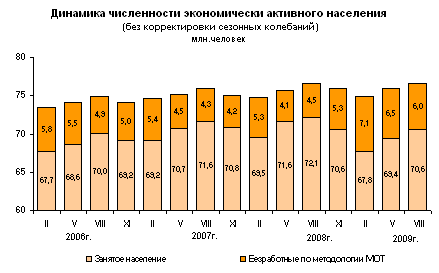 Динамика численности экономически активного населения
(без корректировки сезонных колебаний)
млн.человек
80
75
70
65
60
5,8 5,5 4,9 5,0 5,4 4,5 4,3 4,2 5,3 4,1 4,5 5,3 7,1 6,5 6,0
67,7 68,6 70,0 69,2 69,2 70,7 71,6 70,8 69,5 71,6 72,1 70,6 67,8 69,4 70,6
II V VIII XI II V VIII XI II V VIII XI II V VIII
2006г. 2007г. 2008г. 2009г.
Занятое население Безработные по методологии МОТ